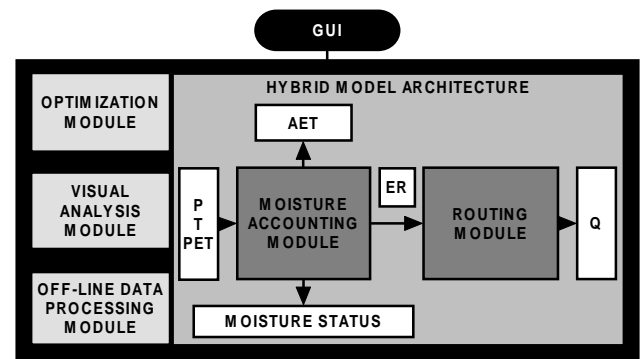 GUI
OPTIMIZATION
MODULE
VISUAL
ANALYSIS
MODULE
OFF-LINE DATA
PROCESSING
MODULE
HYBRID MODEL ARCHITECTURE
AET
P
T
PET
MOISTURE
ACCOUNTING
MODULE
ER
ROUTING
MODULE
Q
MOISTURE STATUS